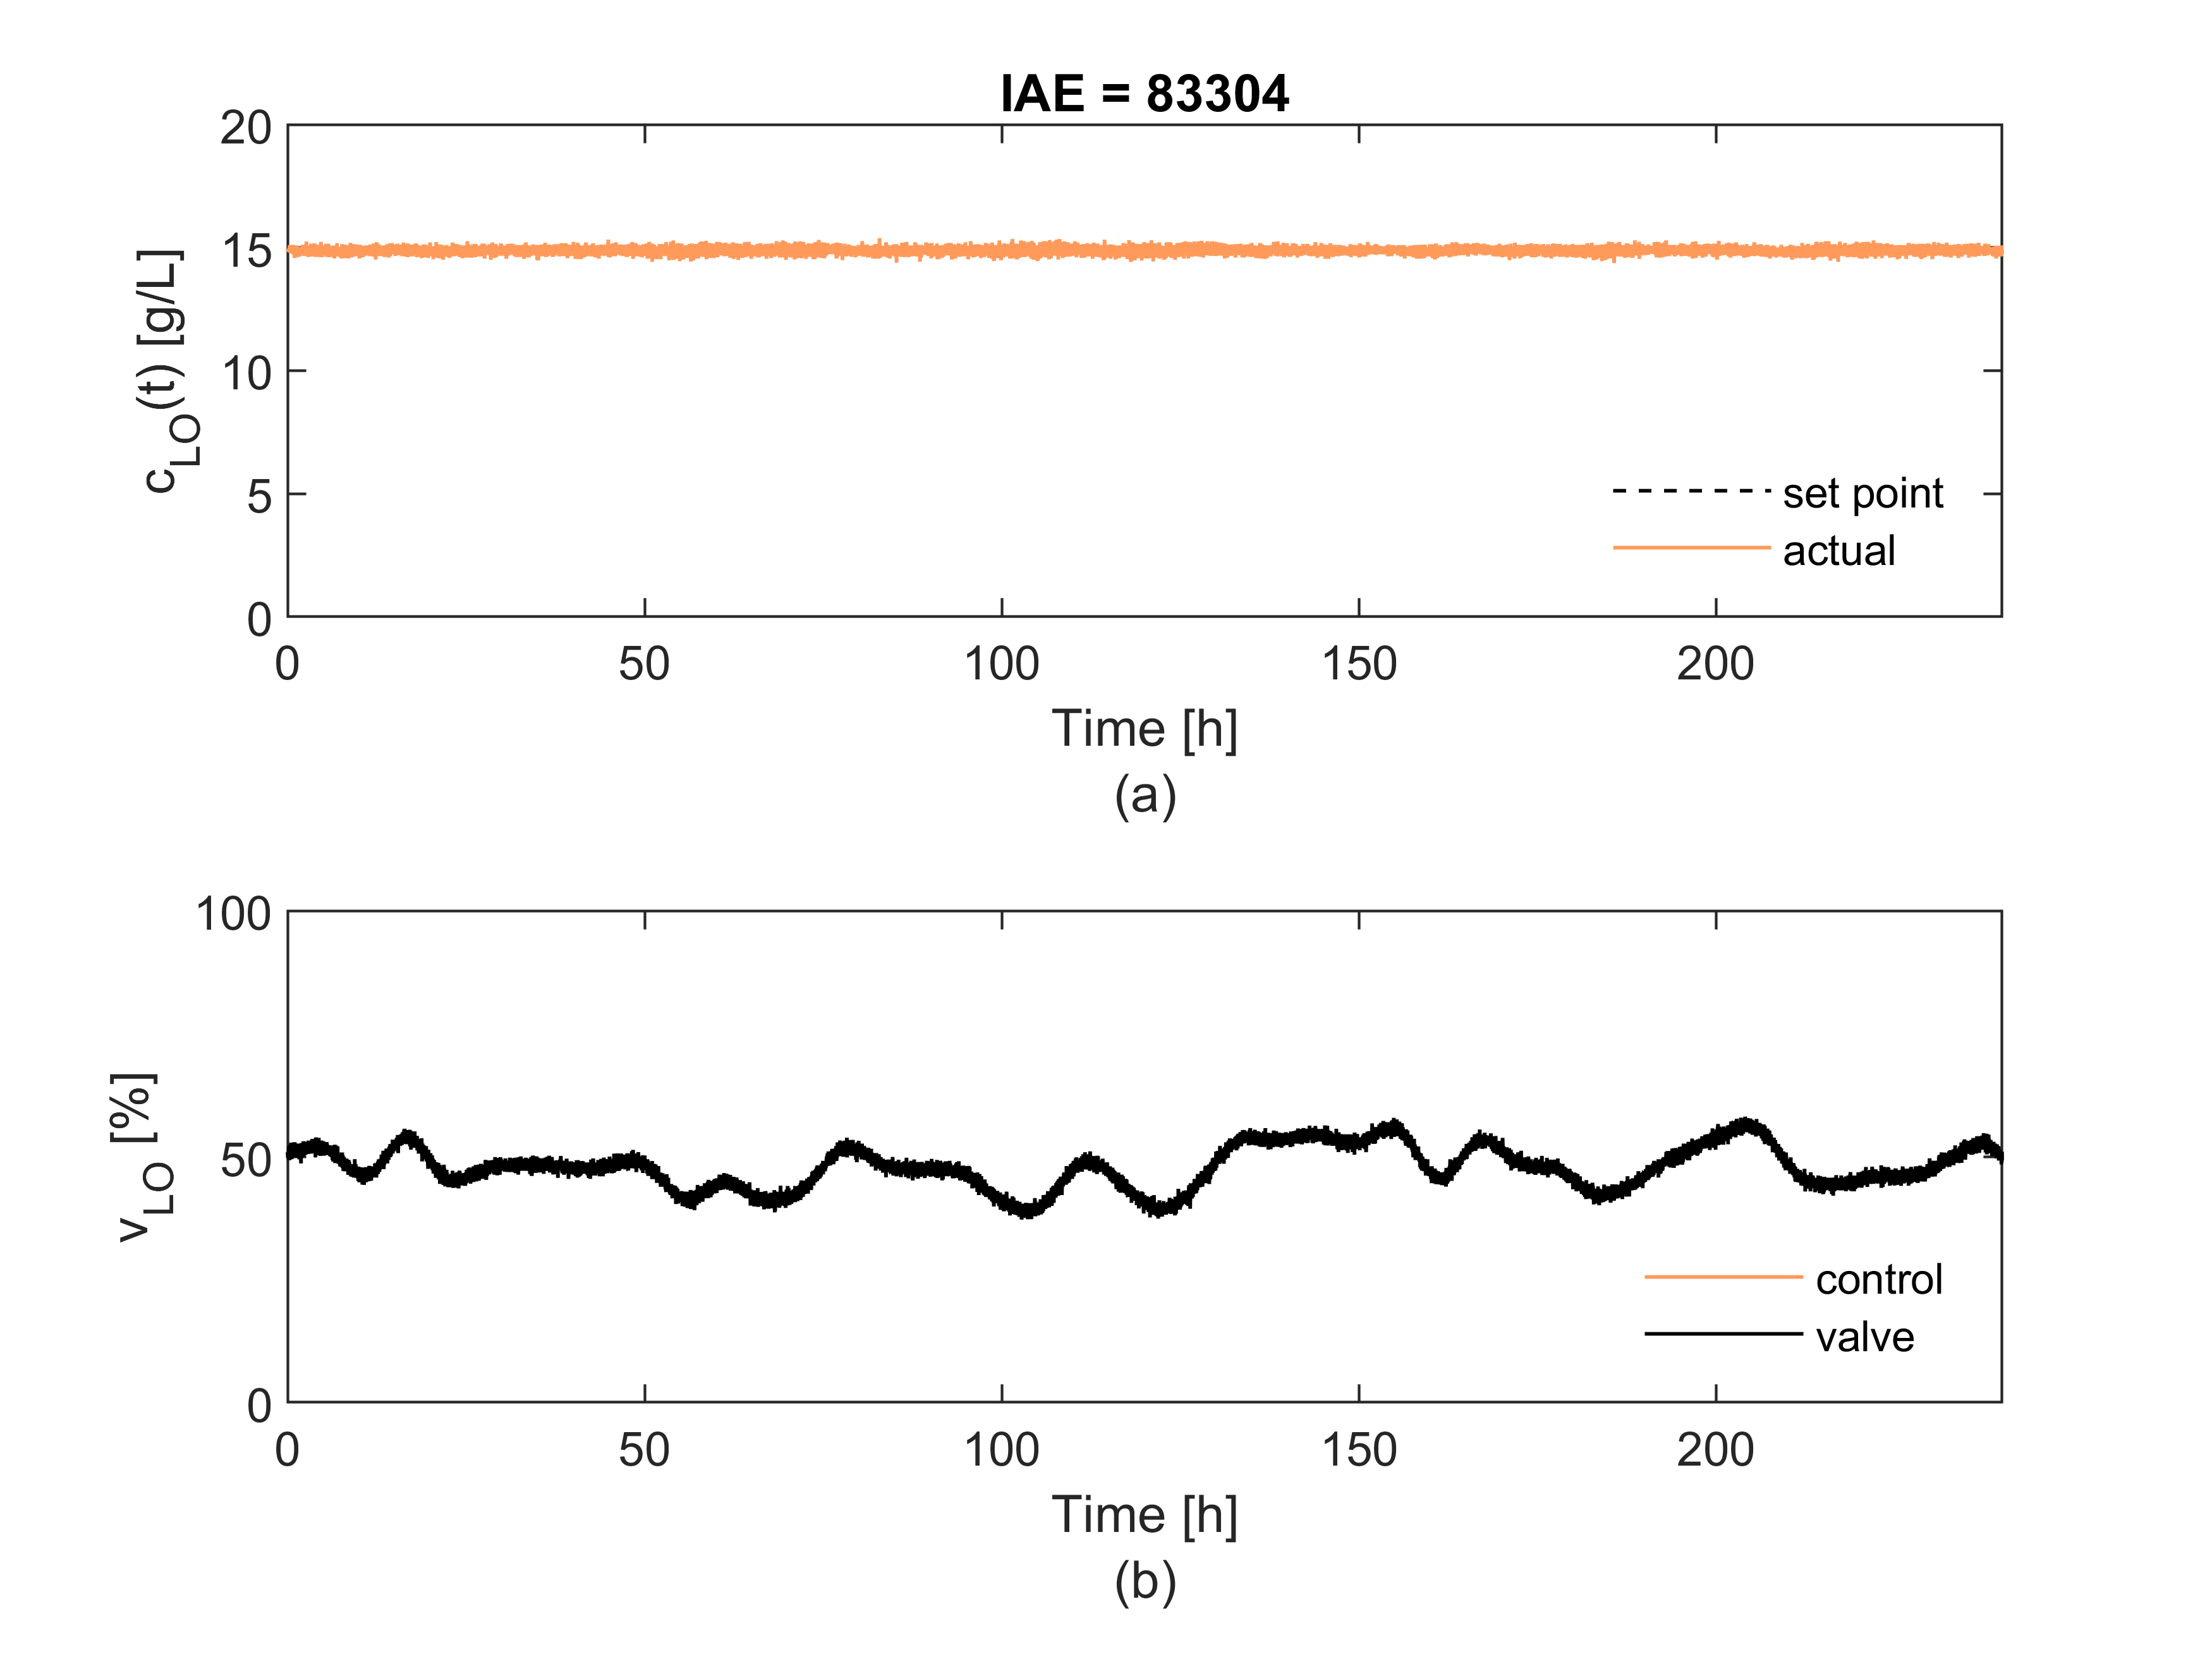 IAE = 83304
20
15
10
5
0
c_LO(t) [g/L]
set point
actual
0 50 100 150 200
Time [h]
(a)
100
50
0
v_LO [%]
control
valve
0 50 100 150 200
Time [h]
(b)